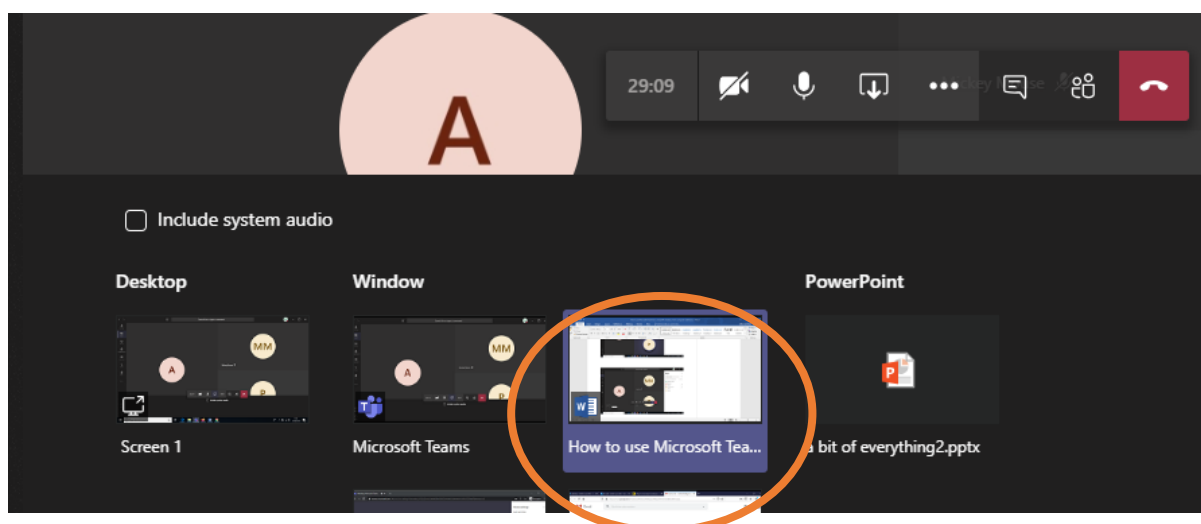 A
29:09
Include system audio
Desktop
Window
PowerPoint
A
MM
P
A
MM
P
W
P
Screen 1
Microsoft Teams
How to use Microsoft Tea...
a bit of everything2.pptx